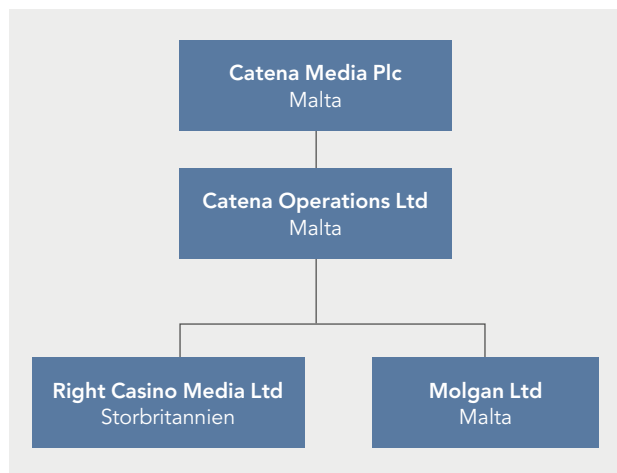 Catena Media Plc
Malta
Catena Operations Ltd
Malta
Right Casino Media Ltd
Storbritannien
Molgan Ltd
Malta